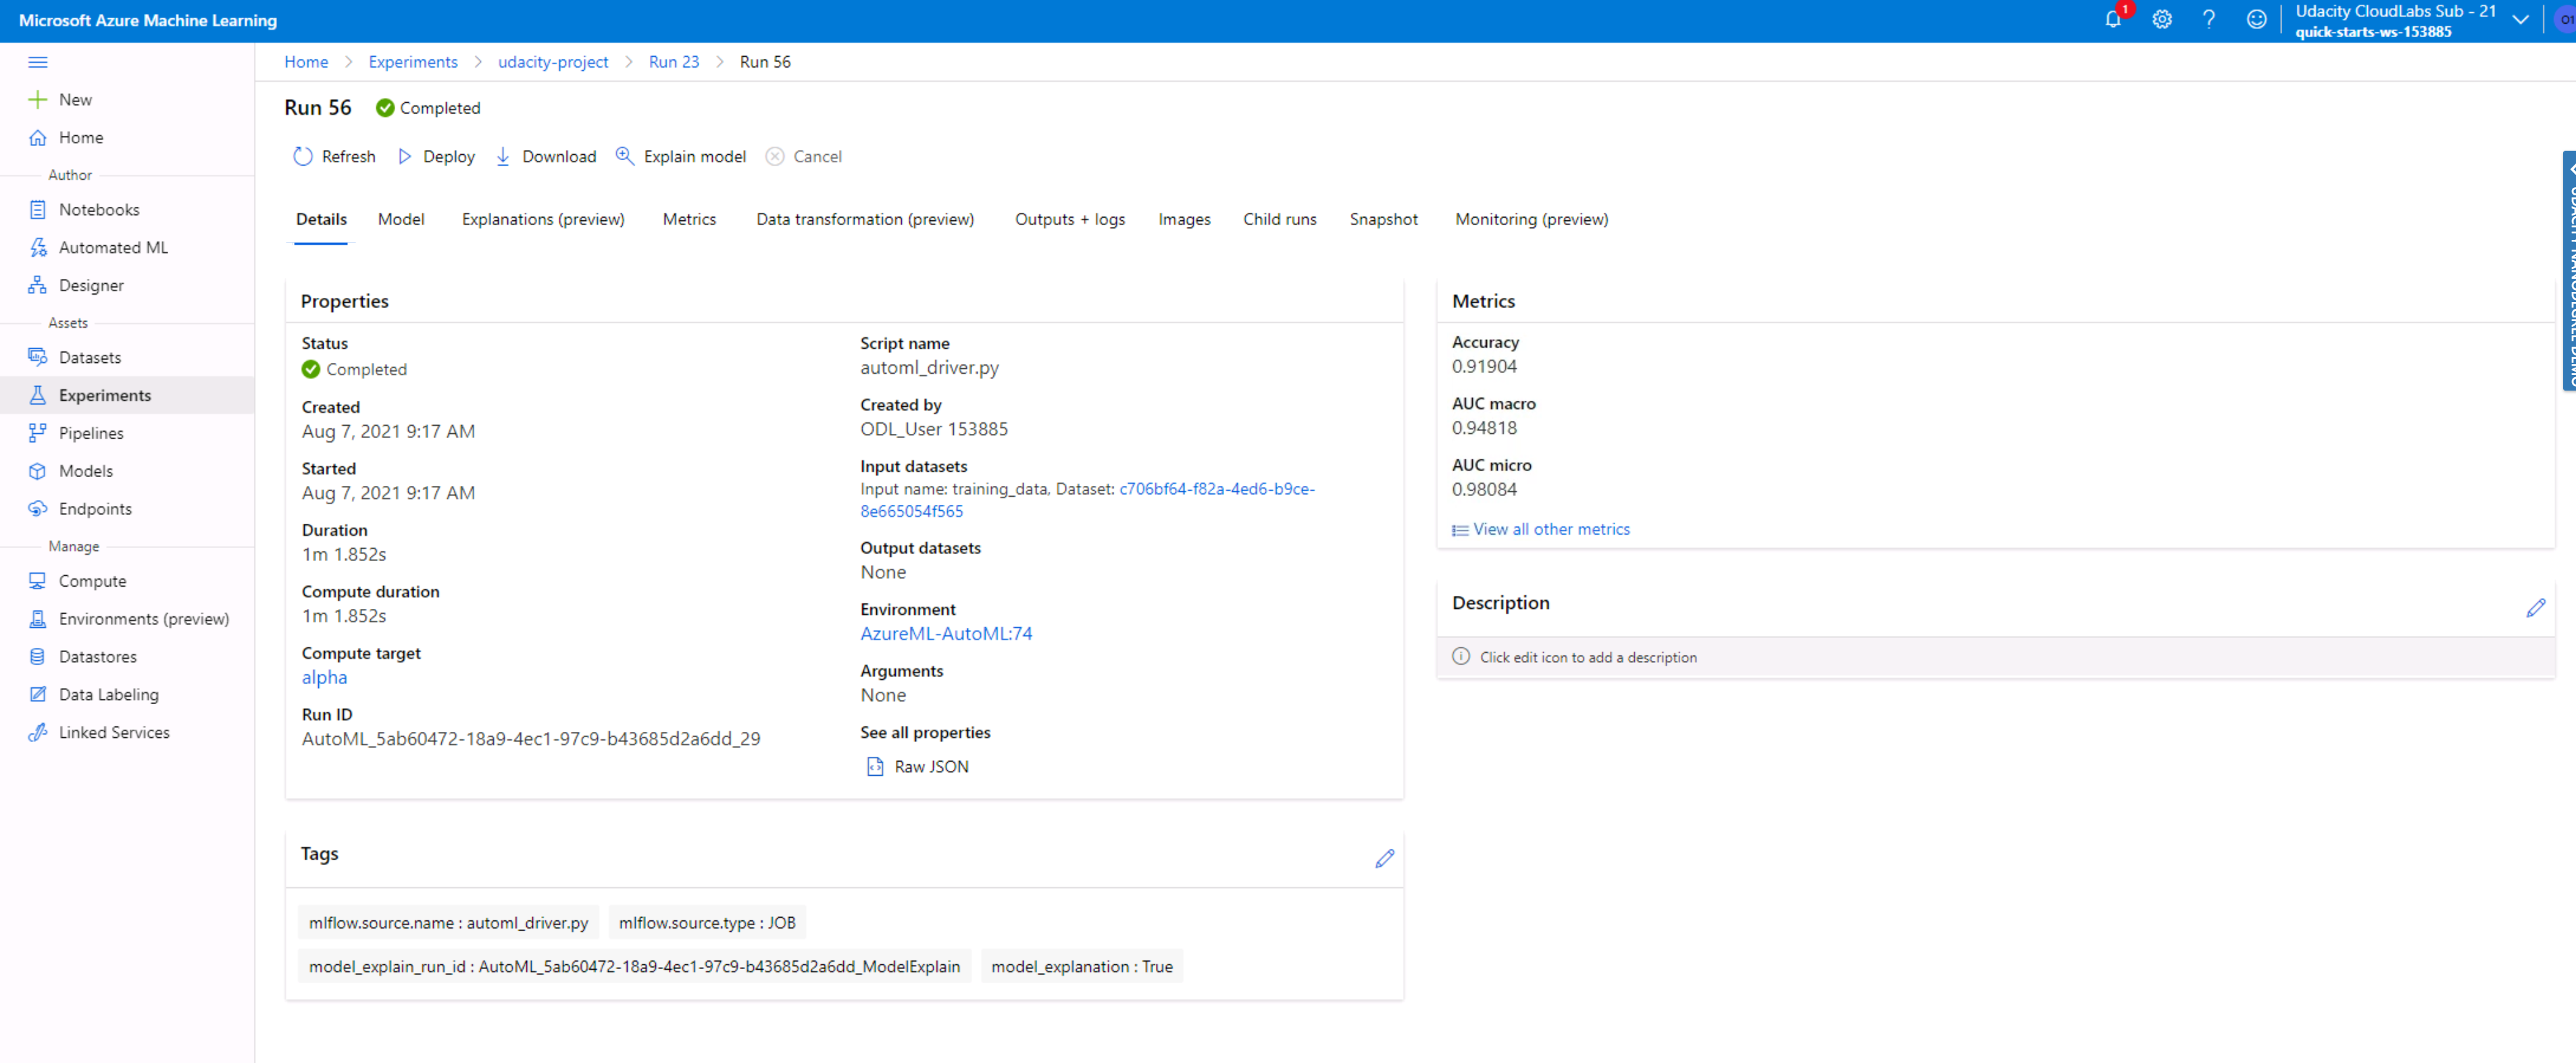 Microsoft Azure Machine Learning
1
Udacity CloudLabs Sub - 21
quick-starts-ws-153885
Home > Experiments > udacity-project > Run 23 > Run 56
New
Home
Author
Notebooks
Automated ML
Designer
Assets
Datasets
Experiments
Pipelines
Models
Endpoints
Manage
Compute
Environments (preview)
Datastores
Data Labeling
Linked Services
Run 56 Completed
Refresh Deploy Download Explain model Cancel
Details Model Explanations (preview) Metrics Data transformation (preview) Outputs + logs Images Child runs Snapshot Monitoring (preview)
Properties
Status
Completed
Created
Aug 7, 2021 9:17 AM
Started
Aug 7, 2021 9:17 AM
Duration
1m 1.852s
Compute duration
1m 1.852s
Compute target
alpha
Run ID
AutoML_5ab60472-18a9-4ec1-97c9-b43685d2a6dd_29
Script name
automl_driver.py
Created by
ODL_User 153885
Input datasets
Input name: training_data, Dataset: c706bf64-f82a-4ed6-b9ce-
8e665054f565
Output datasets
None
Environment
AzureML-AutoML:74
Arguments
None
See all properties
Raw JSON
Tags
mlflow.source.name : automl_driver.py mlflow.source.type : JOB
model_explain_run_id : AutoML_5ab60472-18a9-4ec1-97c9-b43685d2a6dd_ModelExplain model_explanation : True
Metrics
Accuracy
0.91904
AUC macro
0.94818
AUC micro
0.98084
View all other metrics
Description
Click edit icon to add a description